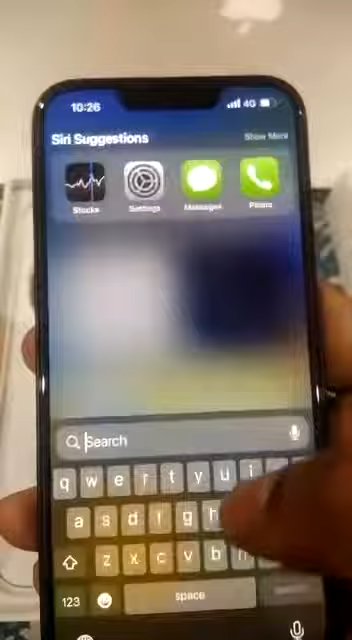 10:26 4G
Siri Suggestions Show More
Stocks Settings Messages Phone
Search
q w e r t y u i
a s d f g h
z x c v b n
123 space